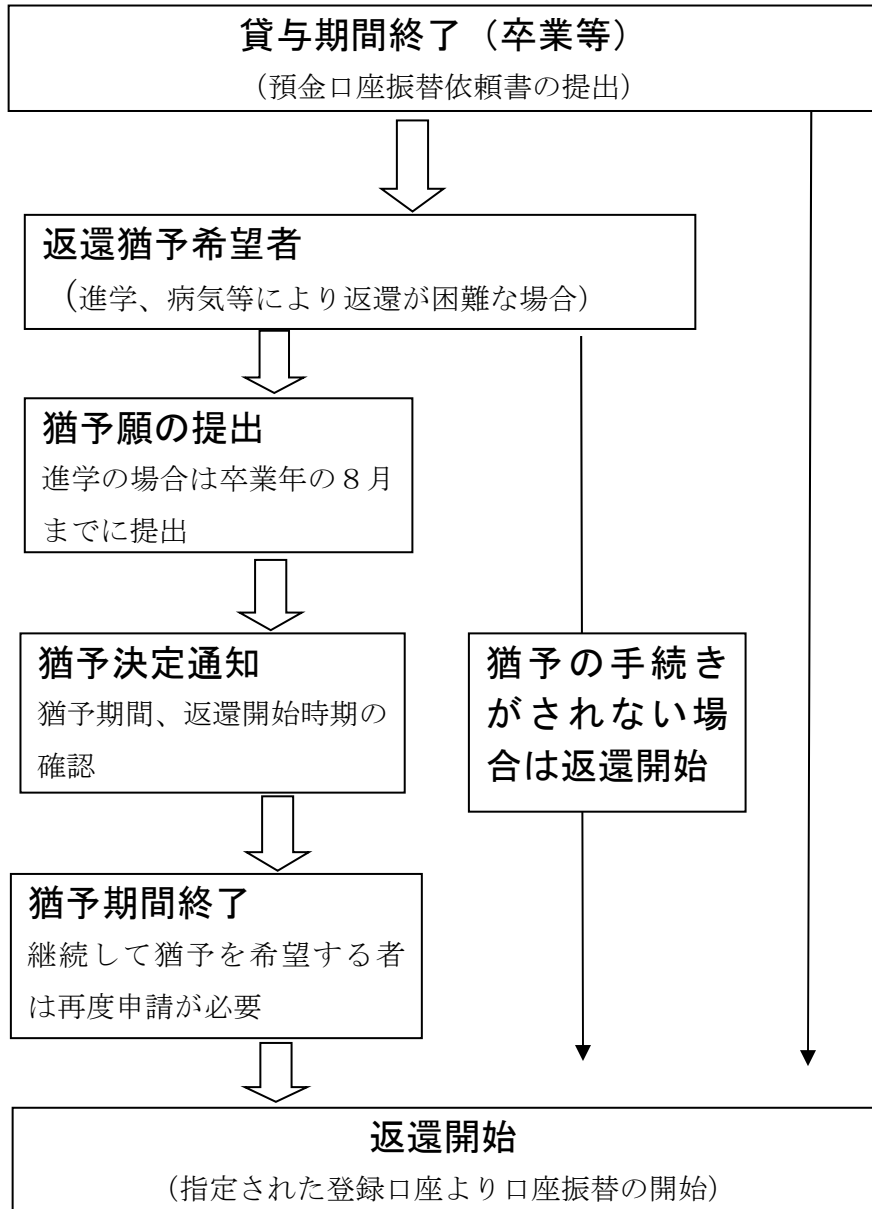 貸与期間終了（卒業等）
（預金口座振替依頼書の提出）
返還猶予希望者
（進学、病気等により返還が困難な場合）
猶予願の提出
進学の場合は卒業年の８月
までに提出
猶予決定通知
猶予期間、返還開始時期の
確認
猶予の手続き
がされない場
合は返還開始
猶予期間終了
継続して猶予を希望する者
は再度申請が必要
返還開始
（指定された登録口座より口座振替の開始）